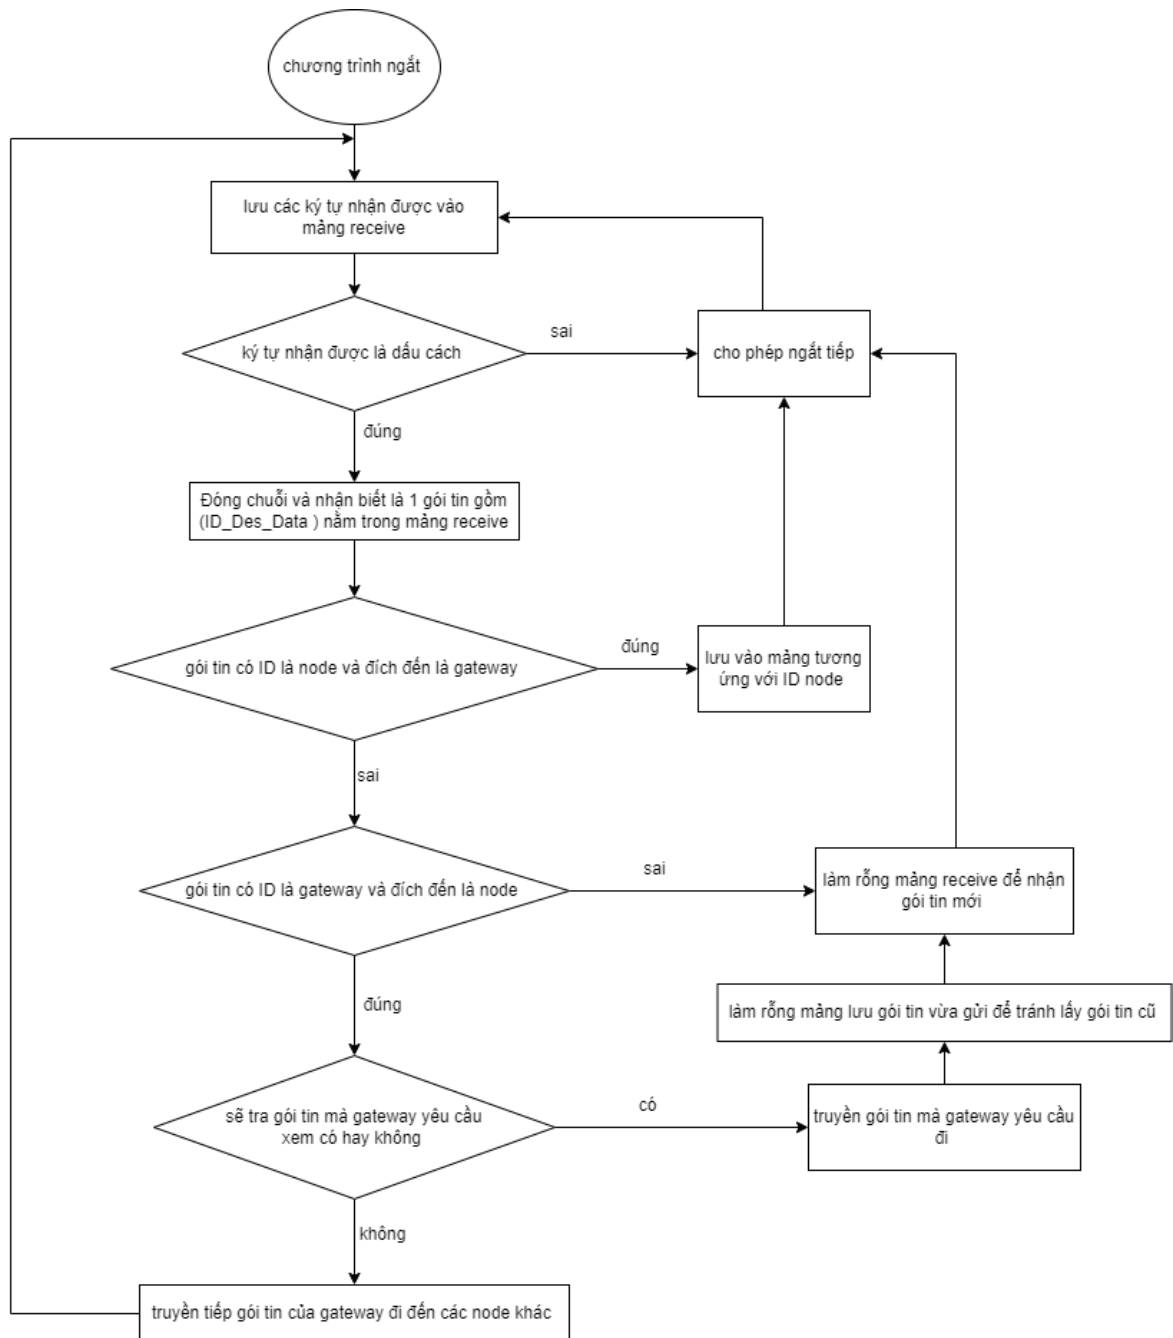 chương trình ngắt
lưu các ký tự nhận được vào
mảng receive
ký tự nhận được là dấu cách
sai
cho phép ngắt tiếp
đúng
Đóng chuỗi và nhận biết là 1 gói tin gồm
(ID_Des_Data ) nằm trong mảng receive
gói tin có ID là node và đích đến là gateway
đúng
lưu vào mảng tương
ứng với ID node
sai
gói tin có ID là gateway và đích đến là node
sai
làm rỗng mảng receive để nhận
gói tin mới
đúng
làm rỗng mảng lưu gói tin vừa gửi để tránh lấy gói tin cũ
sẽ tra gói tin mà gateway yêu cầu
xem có hay không
có
truyền gói tin mà gateway yêu cầu
đi
không
truyền tiếp gói tin của gateway đi đến các node khác